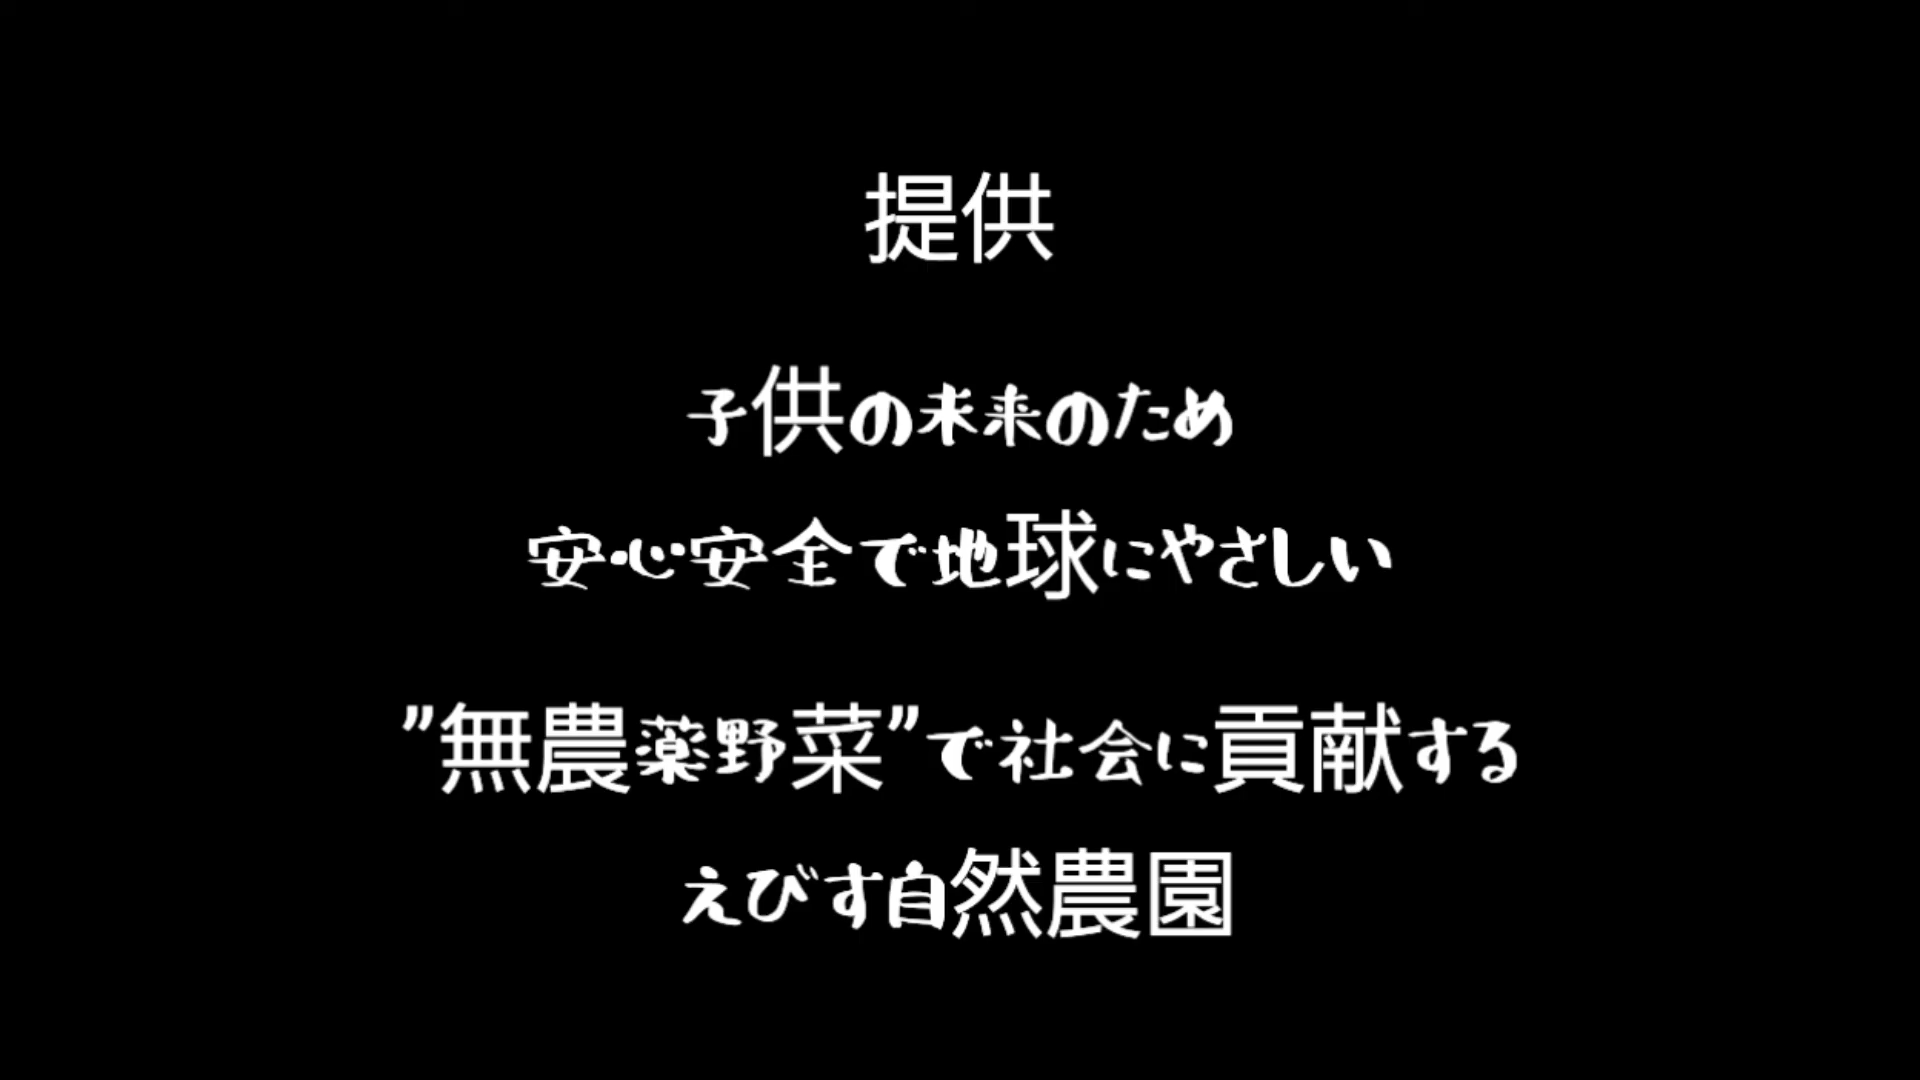 提供
子供の未来のため
安心安全で地球にやさしい
”無農薬野菜”で社会に貢献する
えびす自然農園